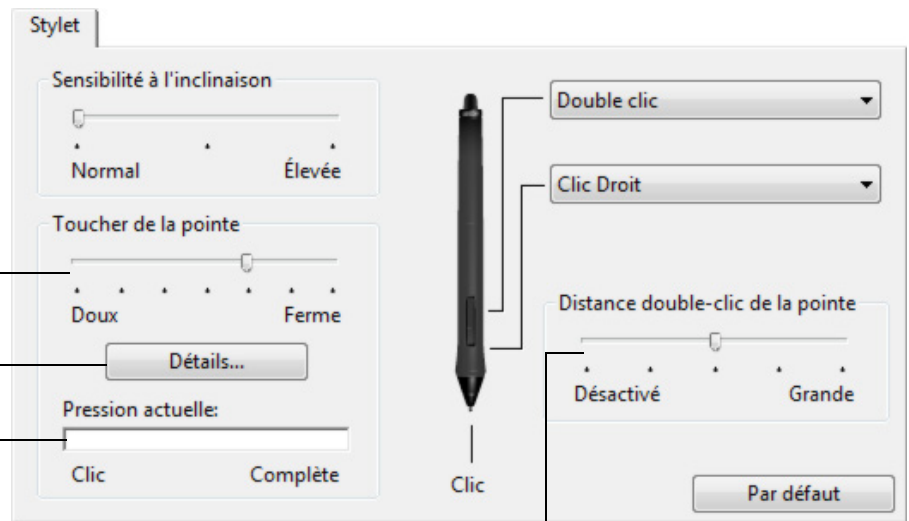 Stylet
Sensibilité à l'inclinaison
Normal
Élevée
Toucher de la pointe
Doux
Ferme
Détails...
Pression actuelle:
Clic
Complète
Clic
Double clic
Clic Droit
Distance double-clic de la pointe
Désactivé
Grande
Par défaut